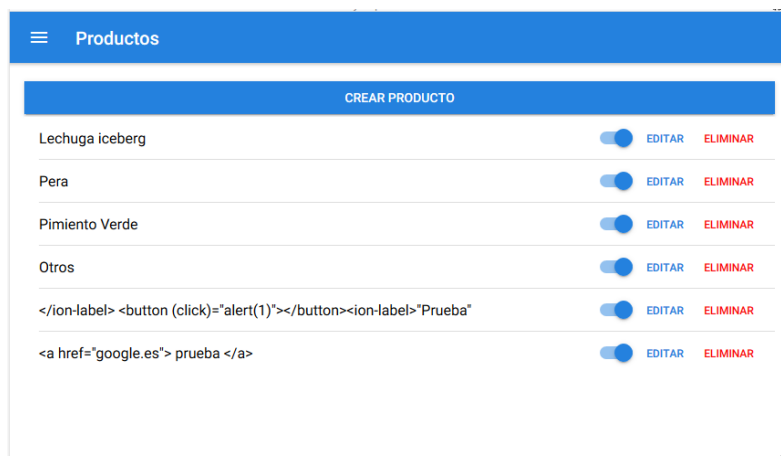 Productos
CREAR PRODUCTO
Lechuga iceberg EDITAR ELIMINAR
Pera EDITAR ELIMINAR
Pimiento Verde EDITAR ELIMINAR
Otros EDITAR ELIMINAR
</ion-label> <button (click)="alert(1)"></button><ion-label>"Prueba" EDITAR ELIMINAR
<a href="google.es"> prueba </a> EDITAR ELIMINAR